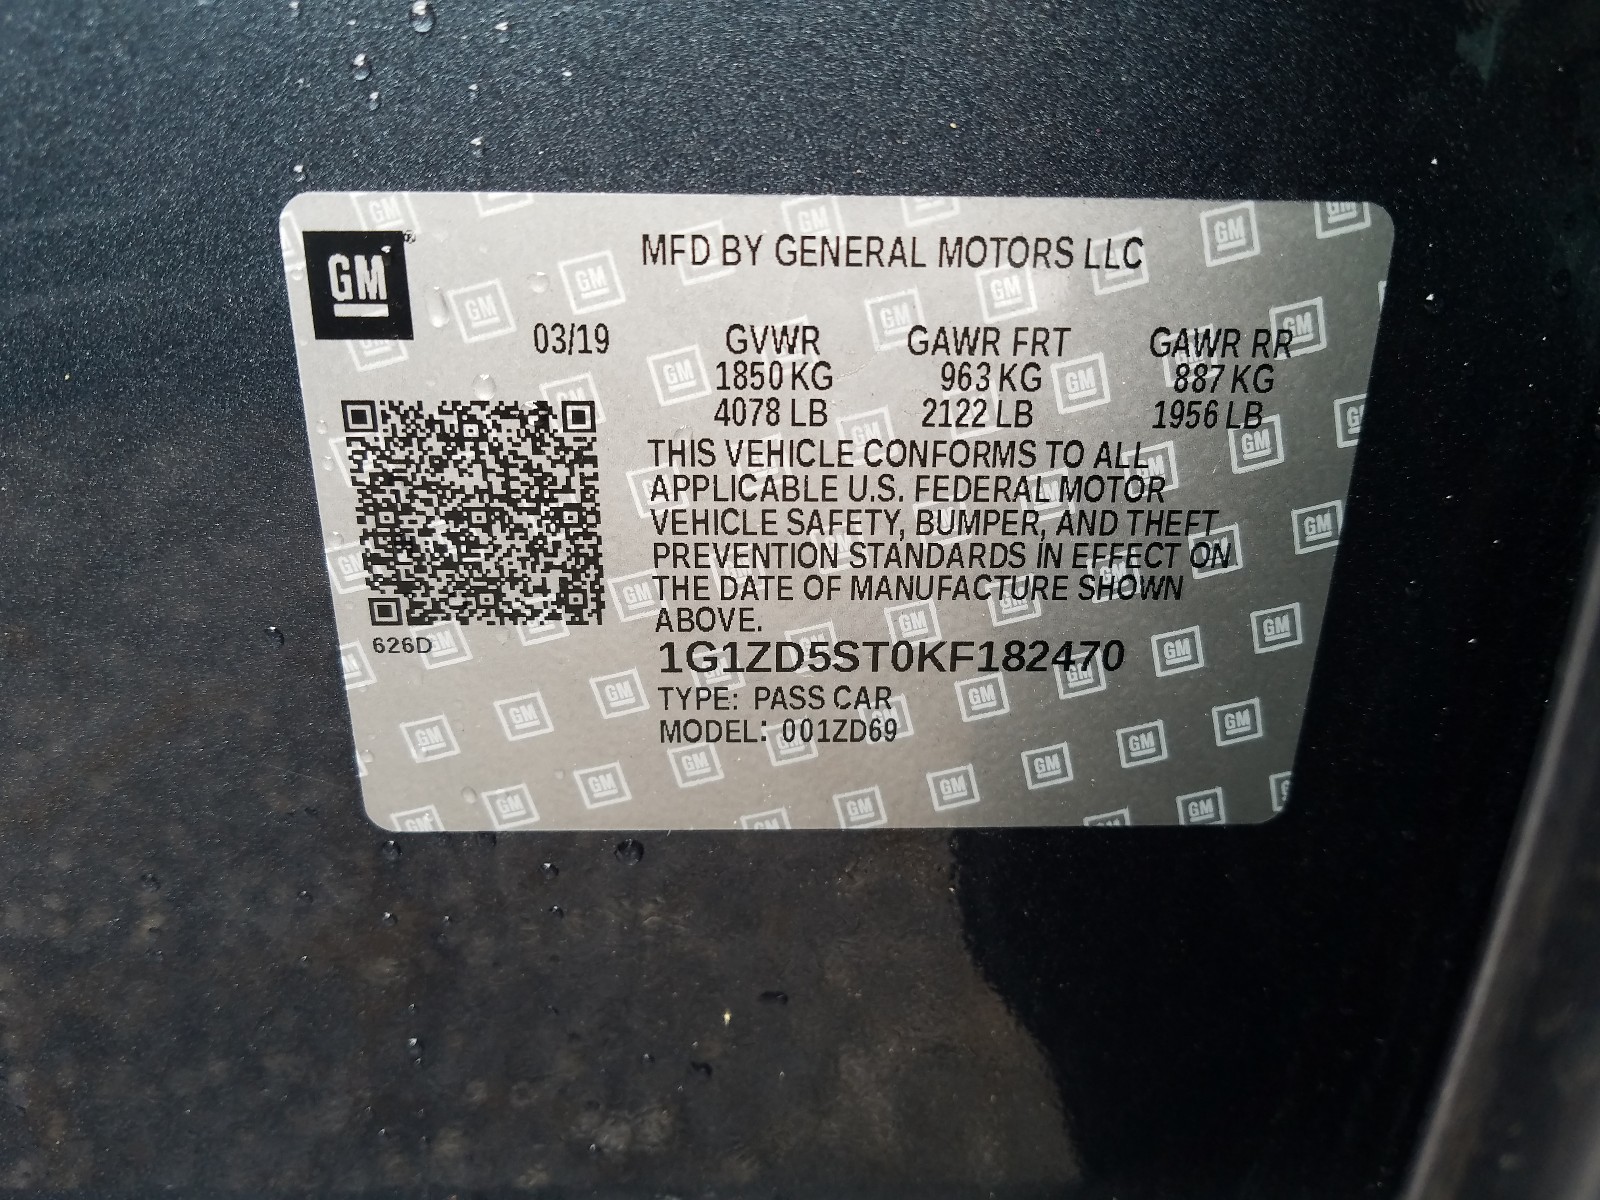 GM
MFD BY GENERAL MOTORS LLC
03/19 GVWR GAWR FRT GAWR RR
1850 KG 963 KG 887 KG
4078 LB 2122 LB 1956 LB
THIS VEHICLE CONFORMS TO ALL
APPLICABLE U.S. FEDERAL MOTOR
VEHICLE SAFETY, BUMPER, AND THEFT
PREVENTION STANDARDS IN EFFECT ON
THE DATE OF MANUFACTURE SHOWN
ABOVE.
626D
1G1ZD5ST0KF182470
TYPE: PASS CAR
MODEL: 001ZD69